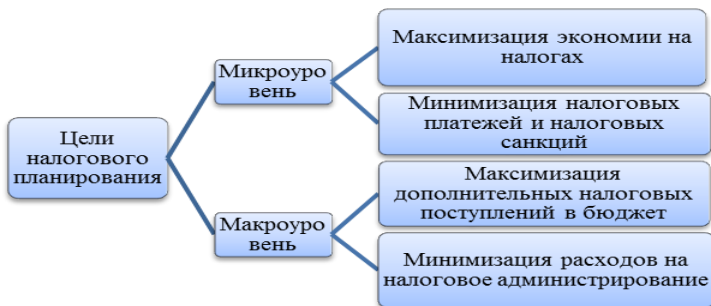 Цели
налогового
планирования
Микроуро
вень
Максимизация экономии на
налогах
Минимизация налоговых
платежей и налоговых
санкций
Макроуро
вень
Максимизация
дополнительных налоговых
поступлений в бюджет
Минимизация расходов на
налоговое администрирование